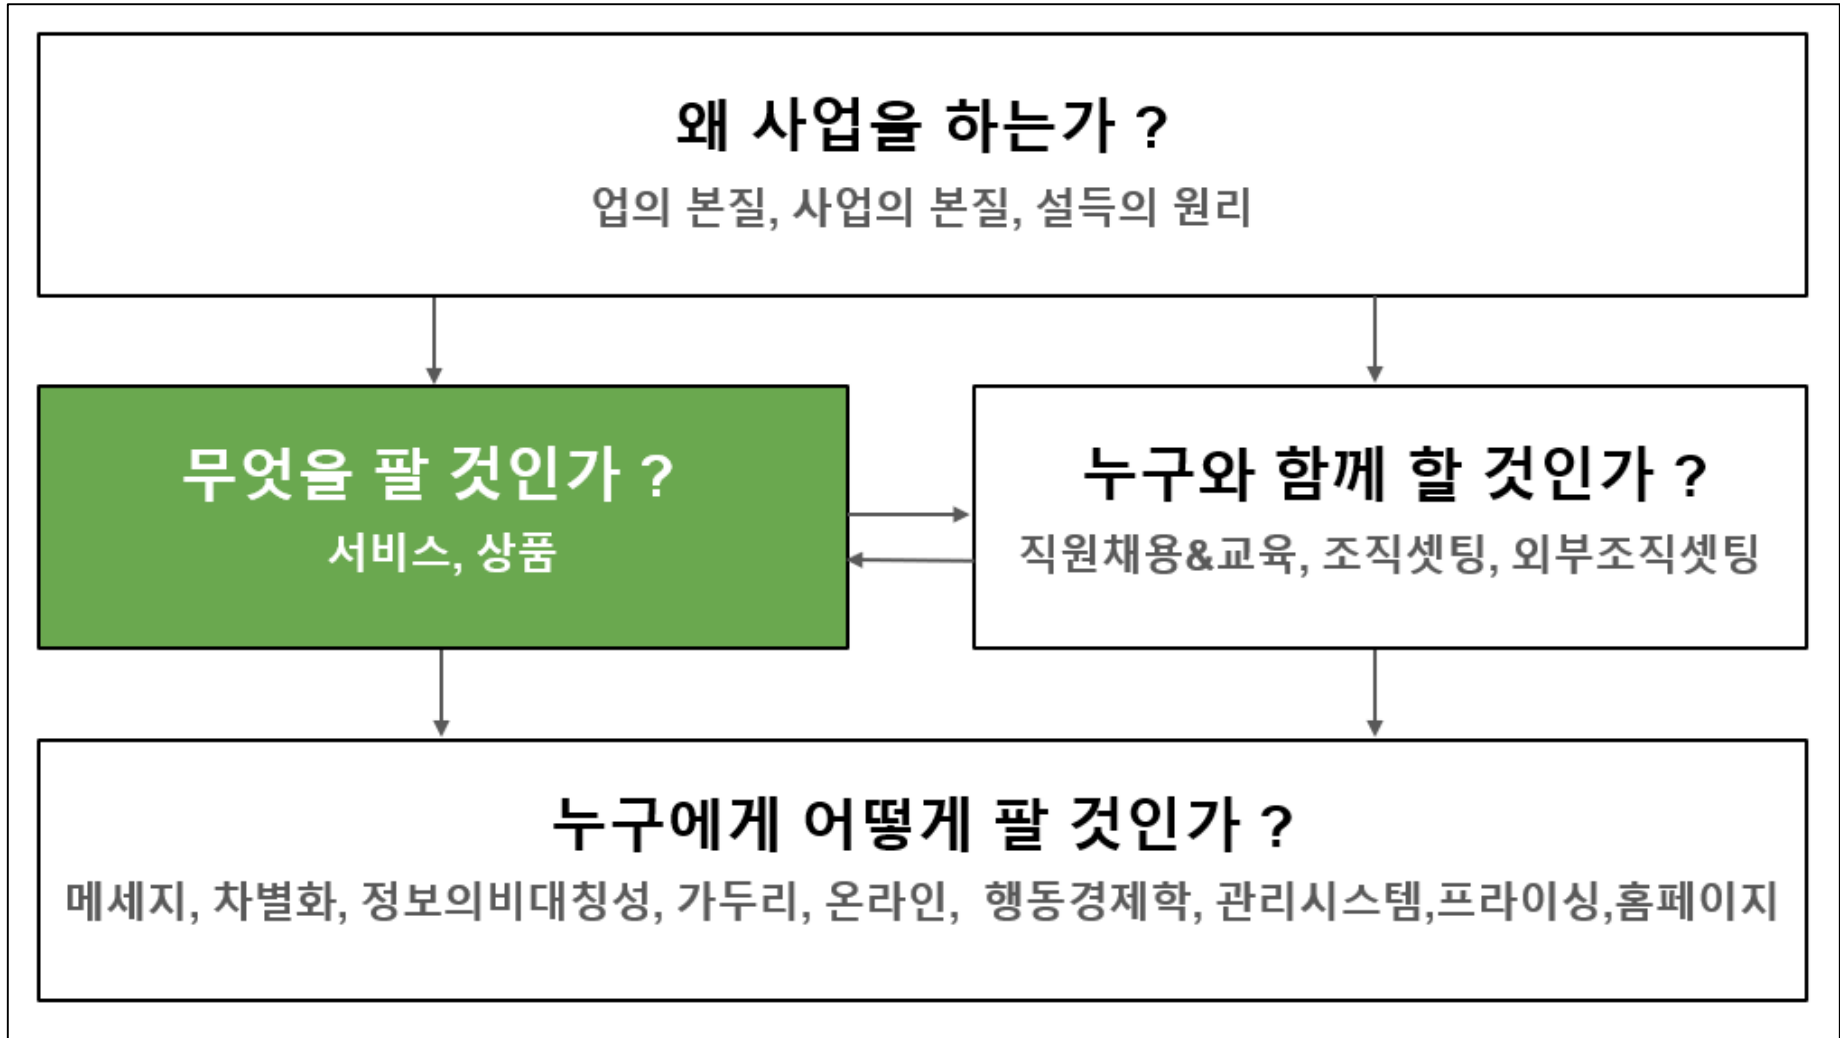 왜 사업을 하는가 ?
업의 본질, 사업의 본질, 설득의 원리
무엇을 팔 것인가 ?
서비스, 상품
누구와 함께 할 것인가 ?
직원채용&교육, 조직셋팅, 외부조직셋팅
누구에게 어떻게 팔 것인가 ?
메세지, 차별화, 정보의비대칭성, 가두리, 온라인,  행동경제학, 관리시스템,프라이싱,홈페이지